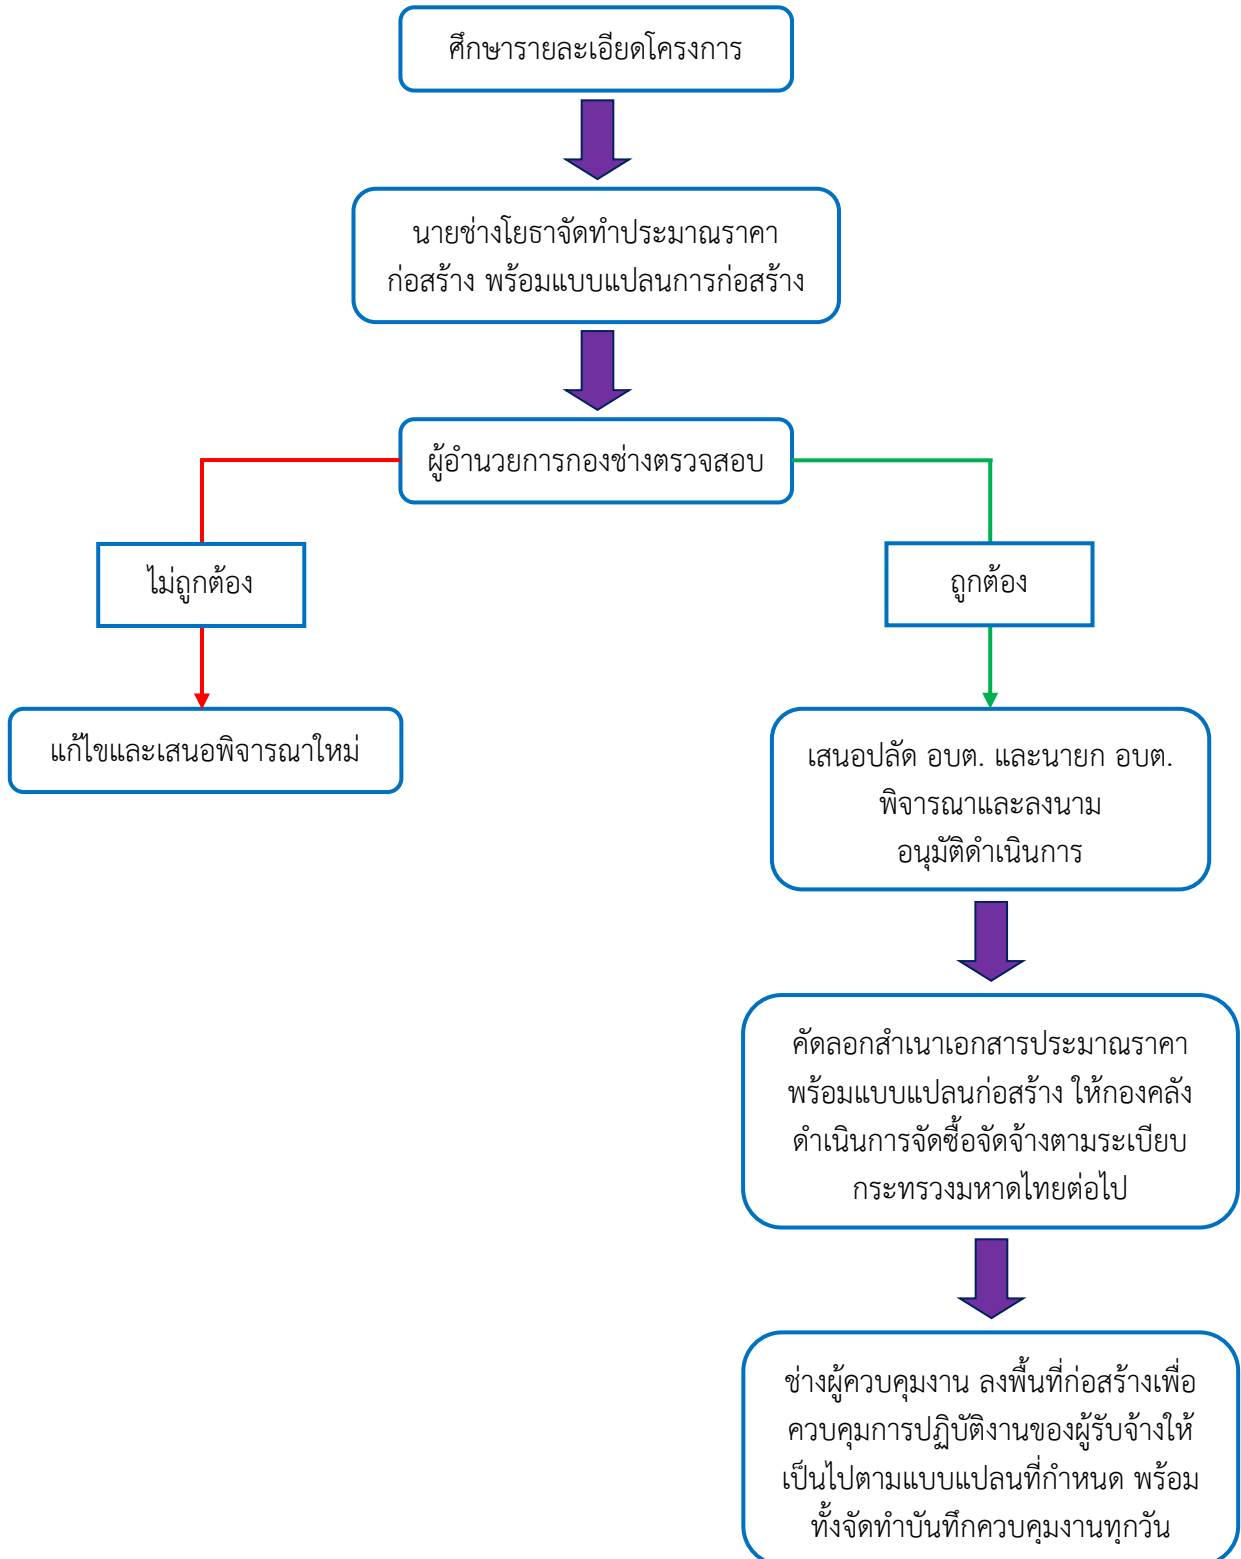 ศึกษารายละเอียดโครงการ
นายช่างโยธาจัดทำประมาณราคา
ก่อสร้าง พร้อมแบบแปลนการก่อสร้าง
ผู้อำนวยการกองช่างตรวจสอบ
ไม่ถูกต้อง
ถูกต้อง
แก้ไขและเสนอพิจารณาใหม่
เสนอปลัด อบต. และนายก อบต.
พิจารณาและลงนาม
อนุมัติดำเนินการ
คัดลอกสำเนาเอกสารประมาณราคา
พร้อมแบบแปลนก่อสร้าง ให้กองคลัง
ดำเนินการจัดซื้อจัดจ้างตามระเบียบ
กระทรวงมหาดไทยต่อไป
ช่างผู้ควบคุมงาน ลงพื้นที่ก่อสร้างเพื่อ
ควบคุมการปฏิบัติงานของผู้รับจ้างให้
เป็นไปตามแบบแปลนที่กำหนด พร้อม
ทั้งจัดทำบันทึกควบคุมงานทุกวัน